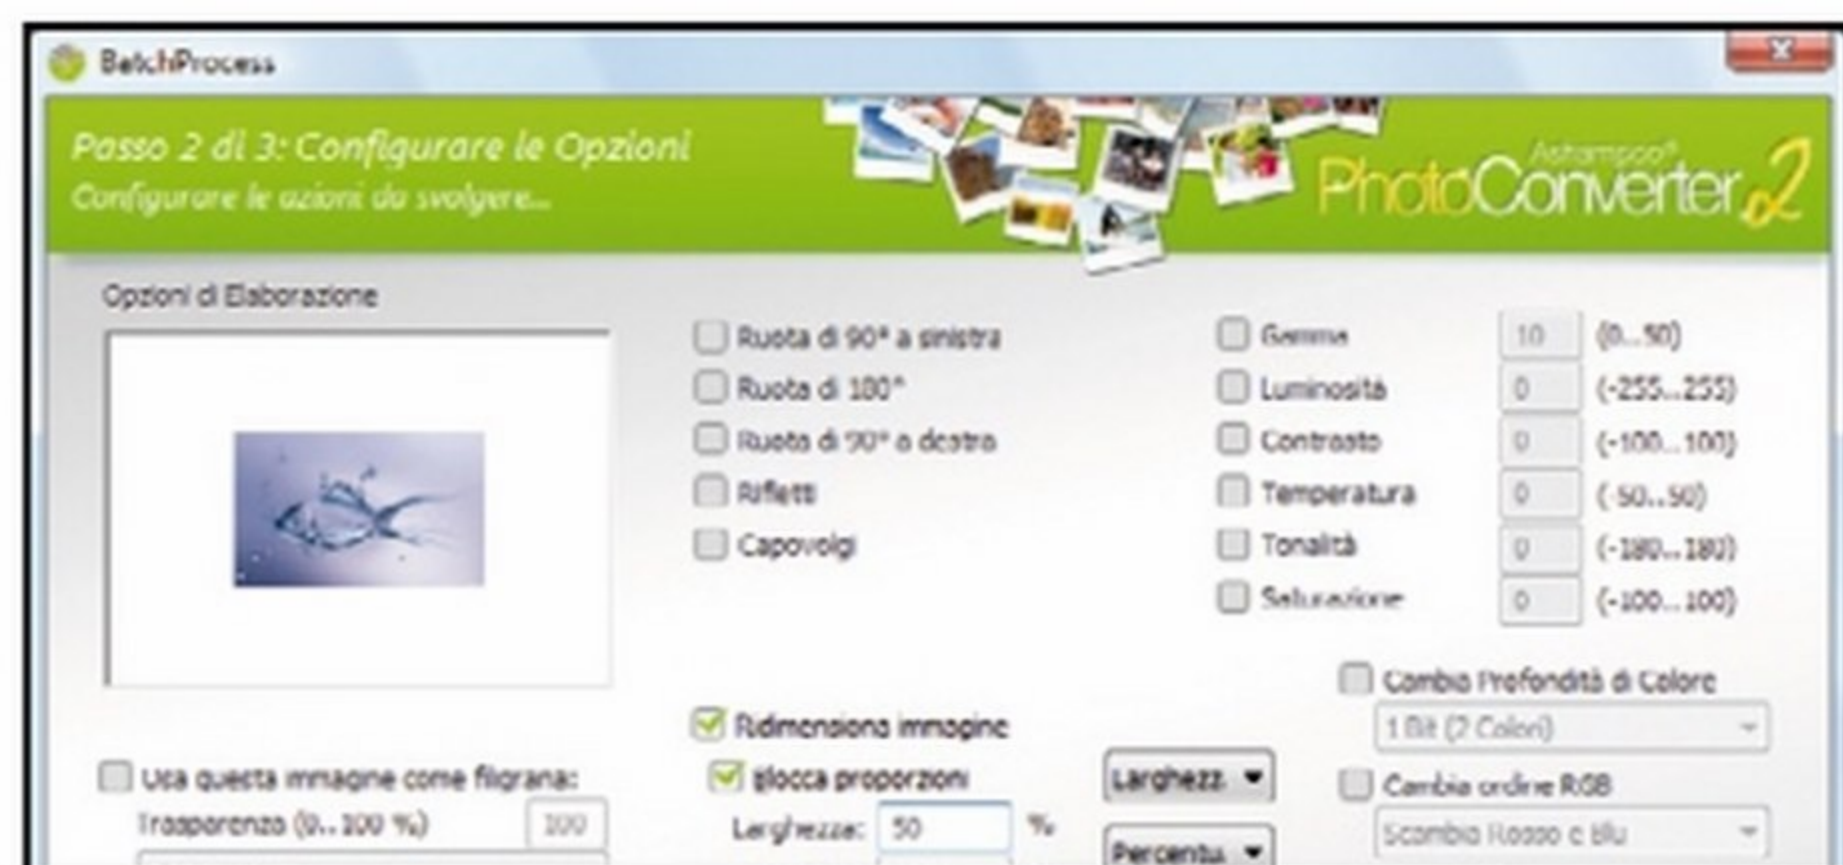 BatchProcess
Passo 2 di 3: Configurare le Opzioni
Configurare le azioni da svolgere...
Ashampoo®
PhotoConverter 2
Opzioni di Elaborazione
Ruota di 90° a sinistra
Ruota di 180°
Ruota di 90° a destra
Rifletti
Capovolgi
Gamma 10 (0...50)
Luminosità 0 (-255...255)
Contrasto 0 (-100...100)
Temperatura 0 (-50...50)
Tonalità 0 (-180...180)
Saturazione 0 (-100...100)
Cambia Profondità di Colore
1 Bit (2 Colori)
Cambia ordine RGB
Scambia Rosso e Blu
Ridimensiona immagine
Blocca proporzioni
Larghezz.
Larghezza: 50 %
Percentu.
Usa questa immagine come filigrana:
Trasparenza (0...100 %) 100